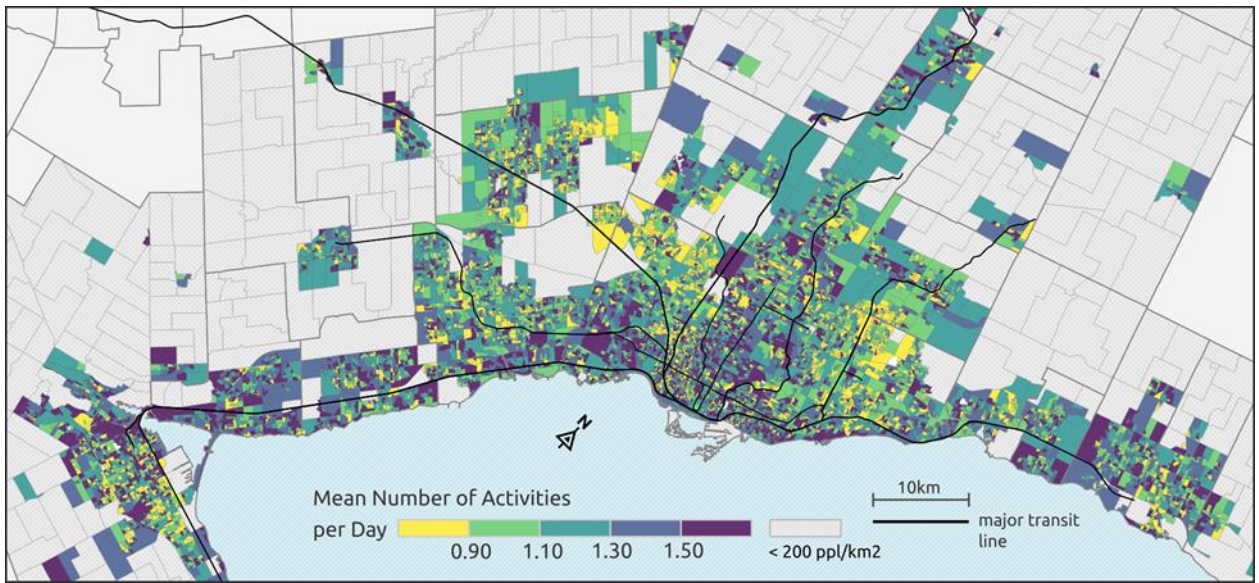 N
Mean Number of Activities
per Day
0.90 1.10 1.30 1.50
< 200 ppl/km2
10km
major transit
line